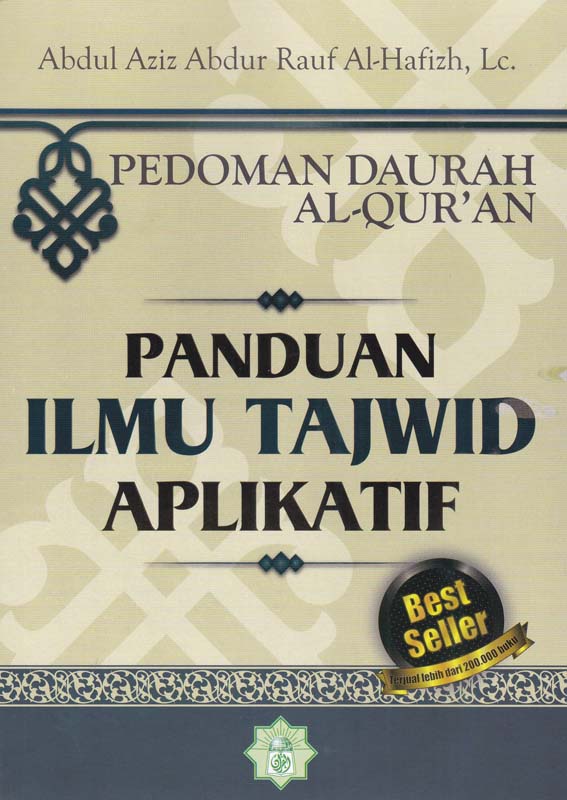 Abdul Aziz Abdur Rauf Al-Hafizh, Lc.
PEDOMAN DAURAH
AL-QUR'AN
PANDUAN
ILMU TAJWID
APLIKATIF
Best
Seller
Terjual lebih dari 200.000 buku